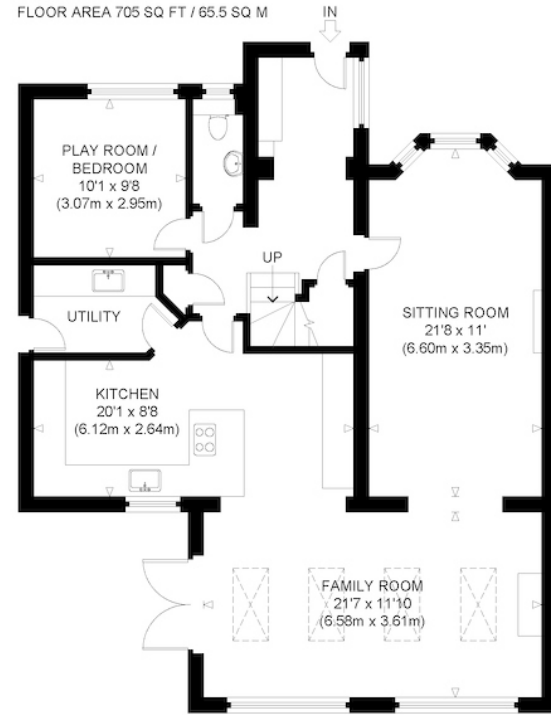 FLOOR AREA 705 SQ FT / 65.5 SQ M
IN
PLAY ROOM /
BEDROOM
10'1 x 9'8
(3.07m x 2.95m)
UP
UTILITY
SITTING ROOM
21'8 x 11'
(6.60m x 3.35m)
KITCHEN
20'1 x 8'8
(6.12m x 2.64m)
FAMILY ROOM
21'7 x 11'10
(6.58m x 3.61m)